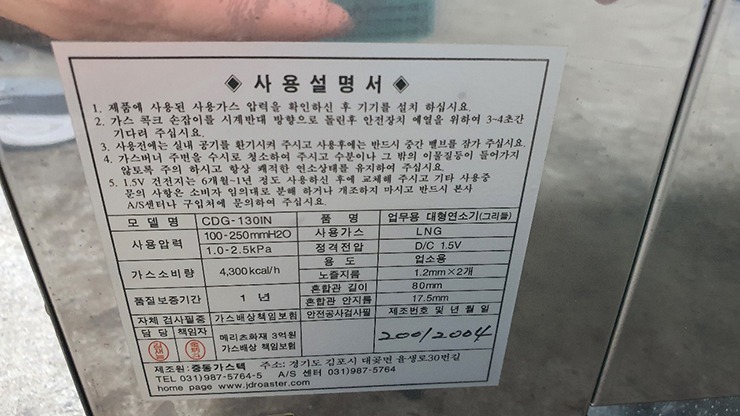 ◈ 사용설명서 ◈
1. 제품에 사용된 사용가스 압력을 확인하신 후 기기를 설치 하십시요.
2. 가스 콕크 손잡이를 시계반대 방향으로 돌린후 안전장치 예열을 위하여 3~4초간
기다려 주십시요.
3. 사용전에는 실내 공기를 환기시켜 주시고 사용후에는 반드시 중간 밸브를 잠가 주십시요.
4. 가스버너 주변을 수시로 청소하여 주시고 수분이나 그 밖의 이물질등이 들어가지
않토록 주의 하시고 항상 쾌적한 연소상태를 유지하여 주십시요.
5. 1.5V 건전지는 6개월~1년 정도 사용하신 후에 교체해 주시고 기타 사용중
문의 사항은 소비자 임의대로 분해 하거나 개조하지 마시고 반드시 본사
A/S센터나 구입처에 문의하여 주십시요.
모 델 명 CDG-130IN 품 명 업무용 대형연소기(그리들)
사용압력 100-250mmH2O 사용가스 LNG
1.0-2.5kPa 정격전압 D/C 1.5V
가스소비량 4,300kcal/h 용 도 업소용
노즐지름 1.2mm×2개
품질보증기간 1 년 혼합관 길이 80mm
혼합관 안지름 17.5mm
자체 검사필증 가스배상책임보험 안전공사검사필 제조번호 및 년 월 일
담 당 책임자 메리츠화재 3억원
가스배상 책임보험 20012004
제조원: 중동가스텍 주소: 경기도 김포시 대곶면 율생로30번길
TEL 031)987-5764-5 A/S 센터 031)987-5764
home page www.jdroaster.com